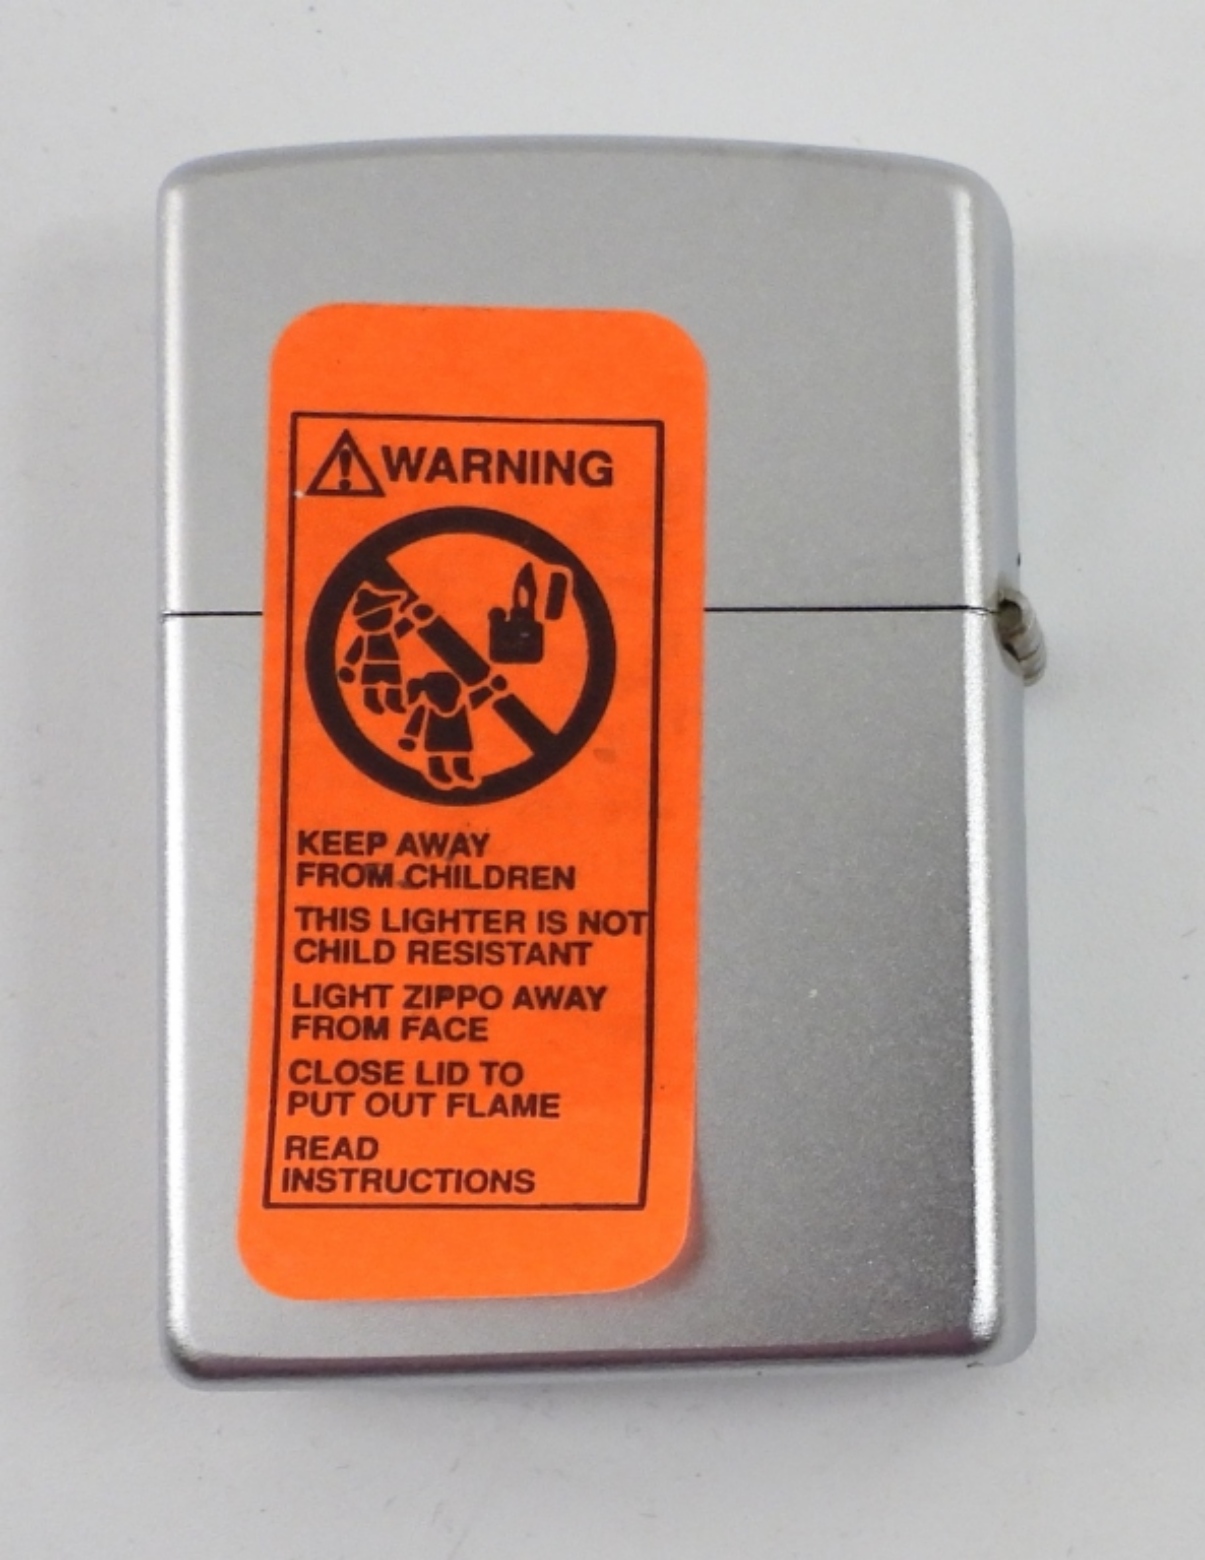 WARNING
KEEP AWAY
FROM CHILDREN
THIS LIGHTER IS NOT
CHILD RESISTANT
LIGHT ZIPPO AWAY
FROM FACE
CLOSE LID TO
PUT OUT FLAME
READ
INSTRUCTIONS